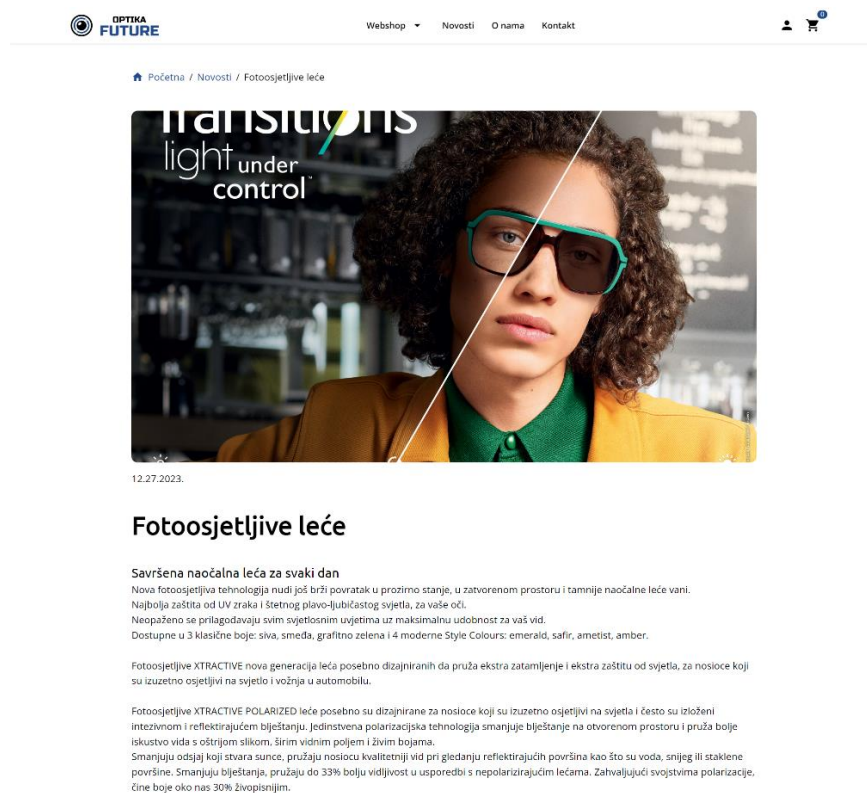 OPTIKA
FUTURE
Webshop
Novosti
O nama
Kontakt
0
Početna / Novosti / Fotoosjetljive leće
Transitions
light under
control™
12.27.2023.
Fotoosjetljive leće
Savršena naočalna leća za svaki dan
Nova fotoosjetljiva tehnologija nudi još brži povratak u prozirno stanje, u zatvorenom prostoru i tamnije naočalne leće vani.
Najbolja zaštita od UV zraka i štetnog plavo-ljubičastog svjetla, za vaše oči.
Neopaženo se prilagođavaju svim svjetlosnim uvjetima uz maksimalnu udobnost za vaš vid.
Dostupne u 3 klasične boje: siva, smeđa, grafitno zelena i 4 moderne Style Colours: emerald, safir, ametist, amber.
Fotoosjetljive XTRACTIVE nova generacija leća posebno dizajniranih da pruža ekstra zatamljenje i ekstra zaštitu od svjetla, za nosioce koji
su izuzetno osjetljivi na svjetlo i vožnja u automobilu.
Fotoosjetljive XTRACTIVE POLARIZED leće posebno su dizajnirane za nosioce koji su izuzetno osjetljivi na svjetla i često su izloženi
intezivnom i reflektirajućem blještanju. Jedinstvena polarizacijska tehnologija smanjuje blještanje na otvorenom prostoru i pruža bolje
iskustvo vida s oštrijom slikom, širim vidnim poljem i živim bojama.
Smanjuju odsjaj koji stvara sunce, pružaju nosiocu kvalitetniji vid pri gledanju reflektirajućih površina kao što su voda, snijeg ili staklene
površine. Smanjuju blještanja, pružaju do 33% bolju vidljivost u usporedbi s nepolarizirajućim lećama. Zahvaljujući svojstvima polarizacije,
čine boje oko nas 30% živopisnijim.